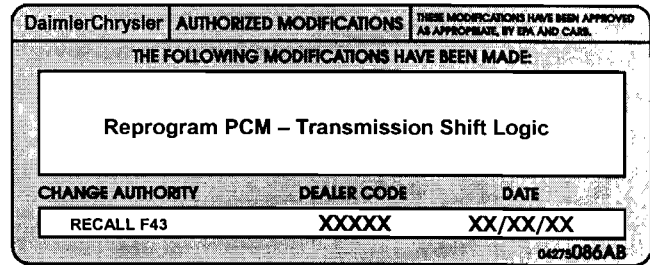 DaimlerChrysler AUTHORIZED MODIFICATIONS THESE MODIFICATIONS HAVE BEEN APPROVED
AS APPROPRIATE, BY EPA AND CARB.
THE FOLLOWING MODIFICATIONS HAVE BEEN MADE:
Reprogram PCM – Transmission Shift Logic
CHANGE AUTHORITY DEALER CODE DATE
RECALL F43 XXXXX XX/XX/XX
04275086AB